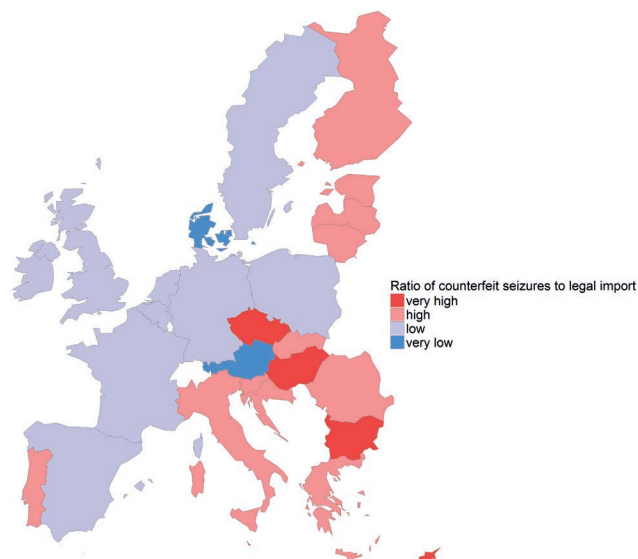 Ratio of counterfeit seizures to legal import
very high
high
low
very low